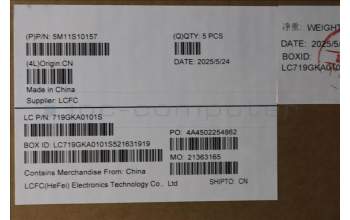 (P)P/N: 5M11S10157
(Q)QTY: 5 PCS
(4L)Origin:CN
DATE: 2025/5/24
Made in China
Supplier: LCFC
净重: WEIGHT
DATE: 2025/5/
BOXID:
LC719GKA010
LC P/N: 719GKA0101S
PO: 4A4502254862
BOX ID: LC719GKA0101S521631919
MO: 21363165
Contains Merchandise From: China
LCFC(HeFei) Electronics Technology Co., Ltd.
SHIPTO: CN